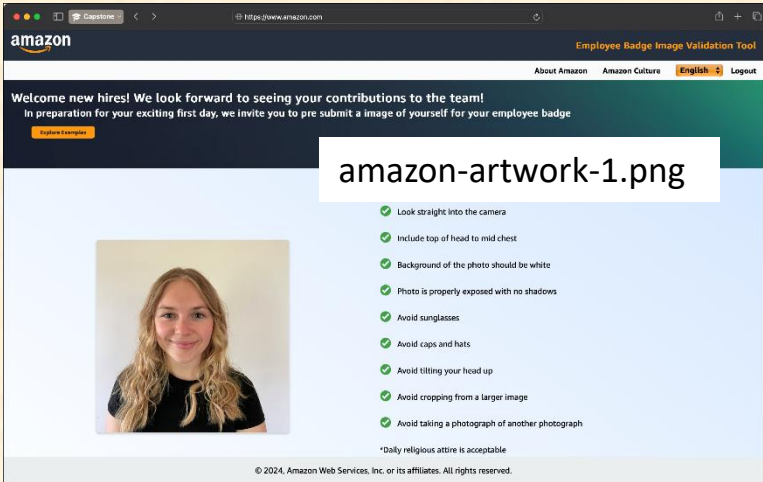 Capstone
https://www.amazon.com
amazon
Employee Badge Image Validation Tool
About Amazon Amazon Culture English Logout
Welcome new hires! We look forward to seeing your contributions to the team!
In preparation for your exciting first day, we invite you to pre submit a image of yourself for your employee badge
Explore Examples
amazon-artwork-1.png
Look straight into the camera
Include top of head to mid chest
Background of the photo should be white
Photo is properly exposed with no shadows
Avoid sunglasses
Avoid caps and hats
Avoid tilting your head up
Avoid cropping from a larger image
Avoid taking a photograph of another photograph
*Daily religious attire is acceptable
© 2024, Amazon Web Services, Inc. or its affiliates. All rights reserved.